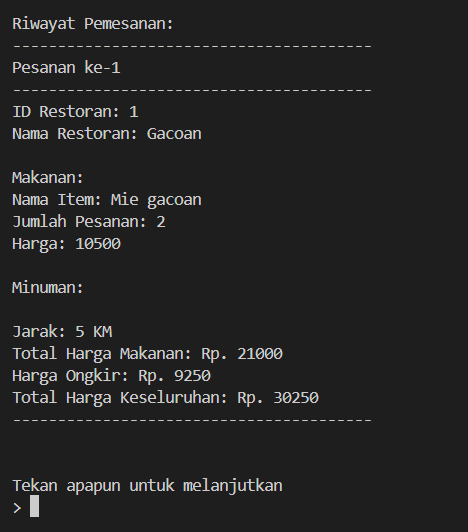 Riwayat Pemesanan:
----------------------------------------
Pesanan ke-1
----------------------------------------
ID Restoran: 1
Nama Restoran: Gacoan
Makanan:
Nama Item: Mie gacoan
Jumlah Pesanan: 2
Harga: 10500
Minuman:
Jarak: 5 KM
Total Harga Makanan: Rp. 21000
Harga Ongkir: Rp. 9250
Total Harga Keseluruhan: Rp. 30250
----------------------------------------
Tekan apapun untuk melanjutkan
>